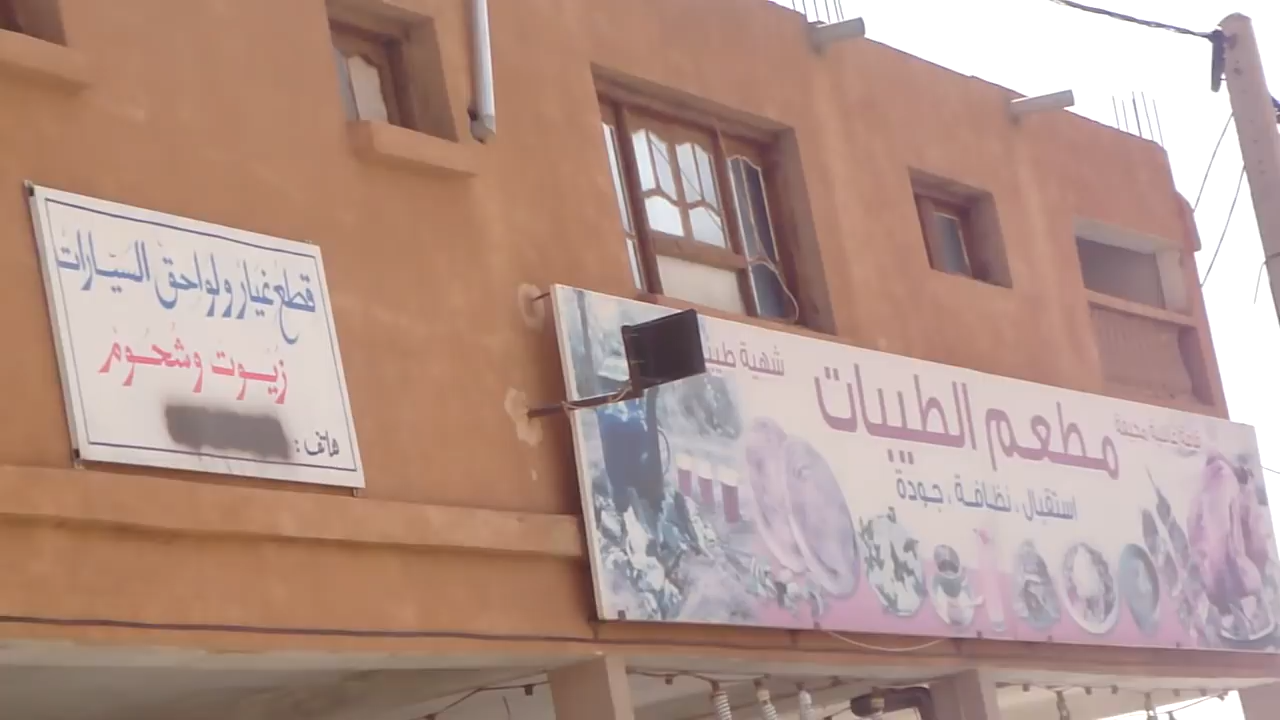 قطع غيار ولواحق السيارات
زيوت وشحوم
هاتف :
شهية طيبة
مطعم الطيبات
استقبال ، نظافة ، جودة